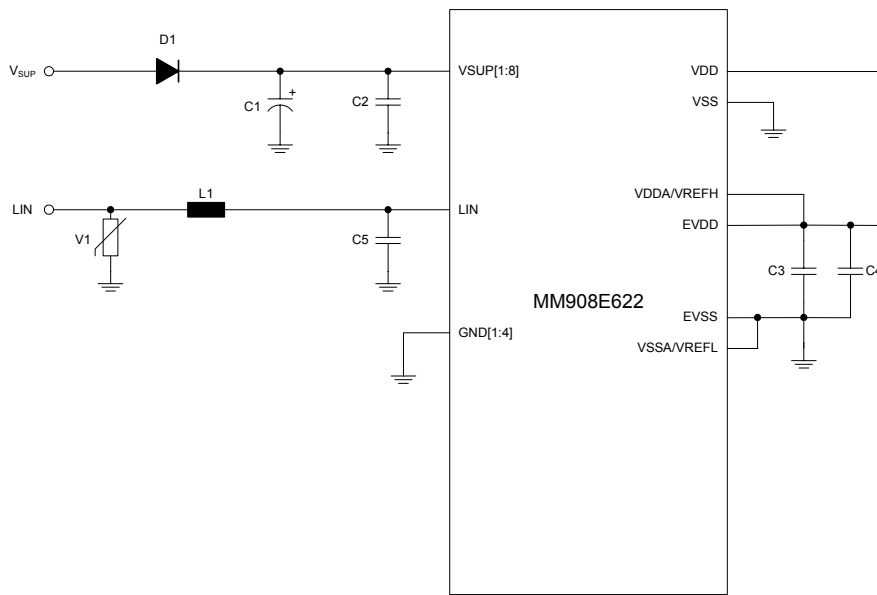 D1
VSUP
C1
+
C2
VSUP[1:8]
VDD
VSS
LIN
V1
L1
C5
LIN
VDDA/VREFH
EVDD
C3
C4
MM908E622
GND[1:4]
EVSS
VSSA/VREFL